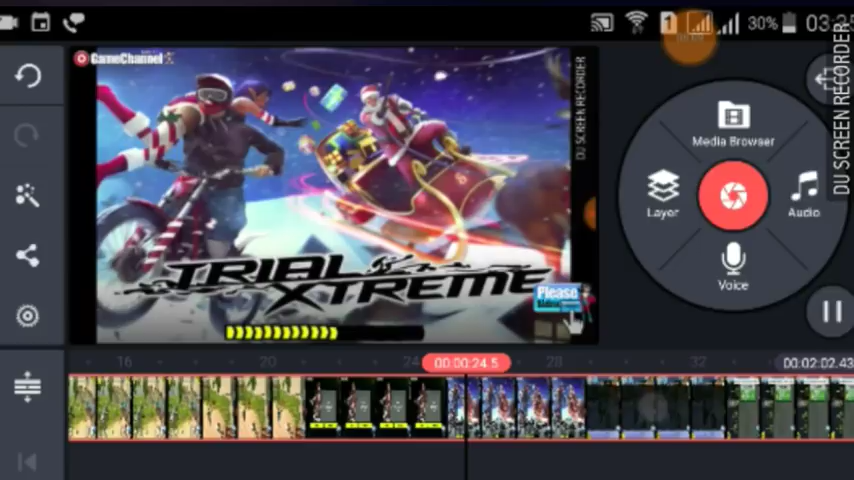 1
30%
GameChannel
DU SCREEN RECORDER
TRIAL
XTREME
Please
Media Browser
Layer
Audio
Voice
DU SCREEN RECORDER
16
20
24
00:00:24.5
28
32
00:02:02.43